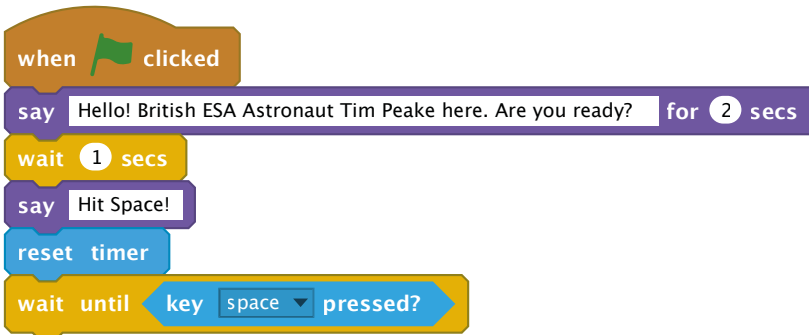 when clicked
say Hello! British ESA Astronaut Tim Peake here. Are you ready? for 2 secs
wait 1 secs
say Hit Space!
reset timer
wait until key space pressed?